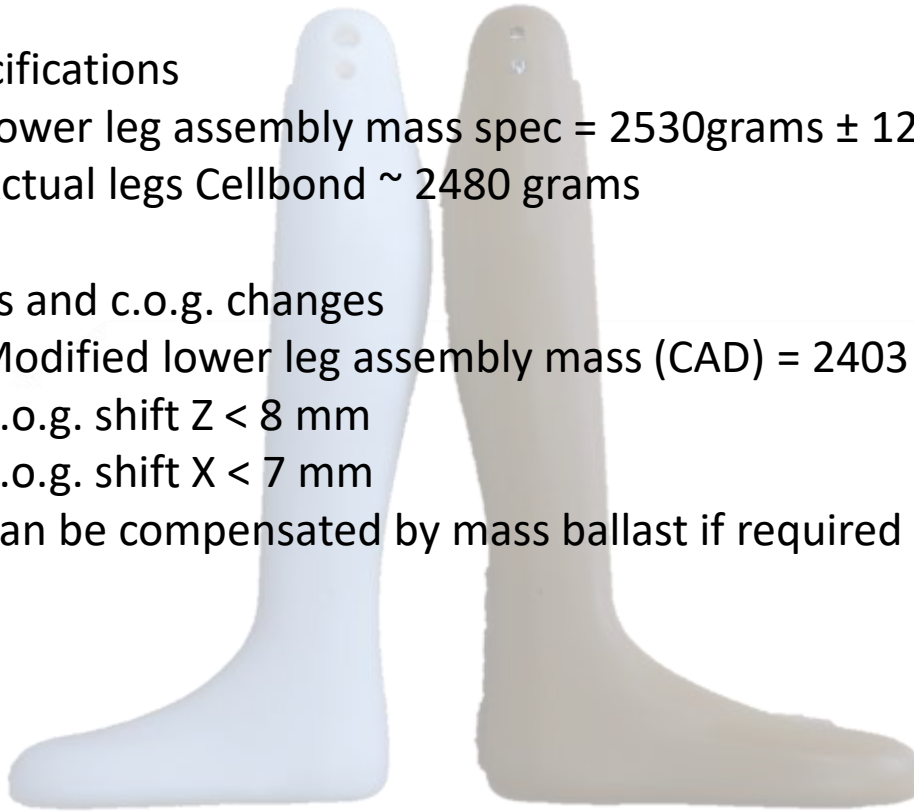 cifications
ower leg assembly mass spec = 2530grams ± 12
ctual legs Cellbond ~ 2480 grams
s and c.o.g. changes
Modified lower leg assembly mass (CAD) = 2403
.o.g. shift Z < 8 mm
.o.g. shift X < 7 mm
an be compensated by mass ballast if required